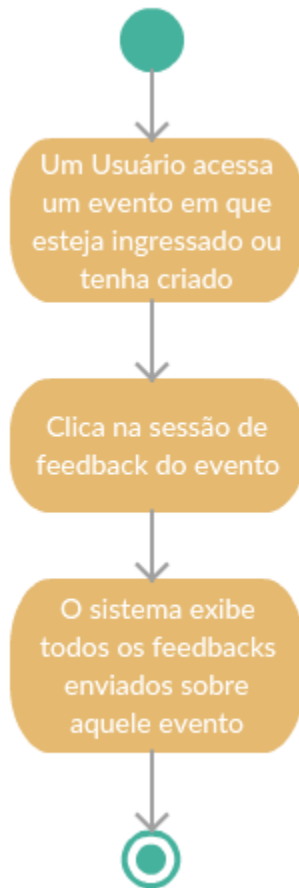 Um Usuário acessa
um evento em que
esteja ingressado ou
tenha criado
Clica na sessão de
feedback do evento
O sistema exibe
todos os feedbacks
enviados sobre
aquele evento